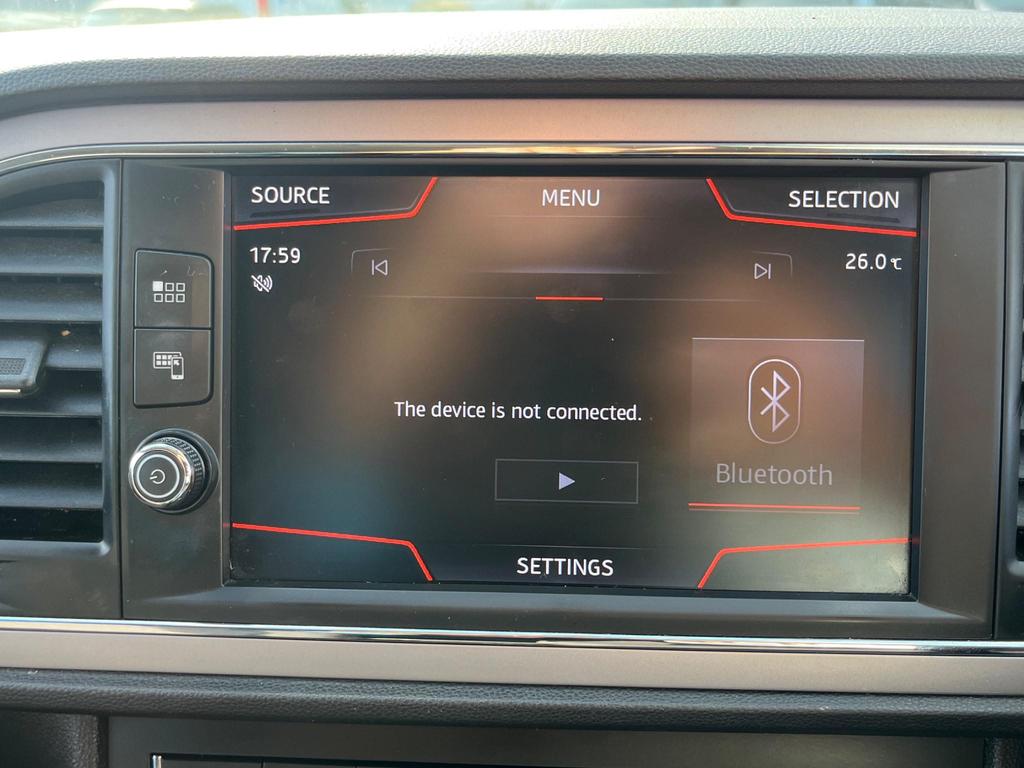 SOURCE
MENU
SELECTION
17:59
26.0 °C
The device is not connected.
Bluetooth
SETTINGS